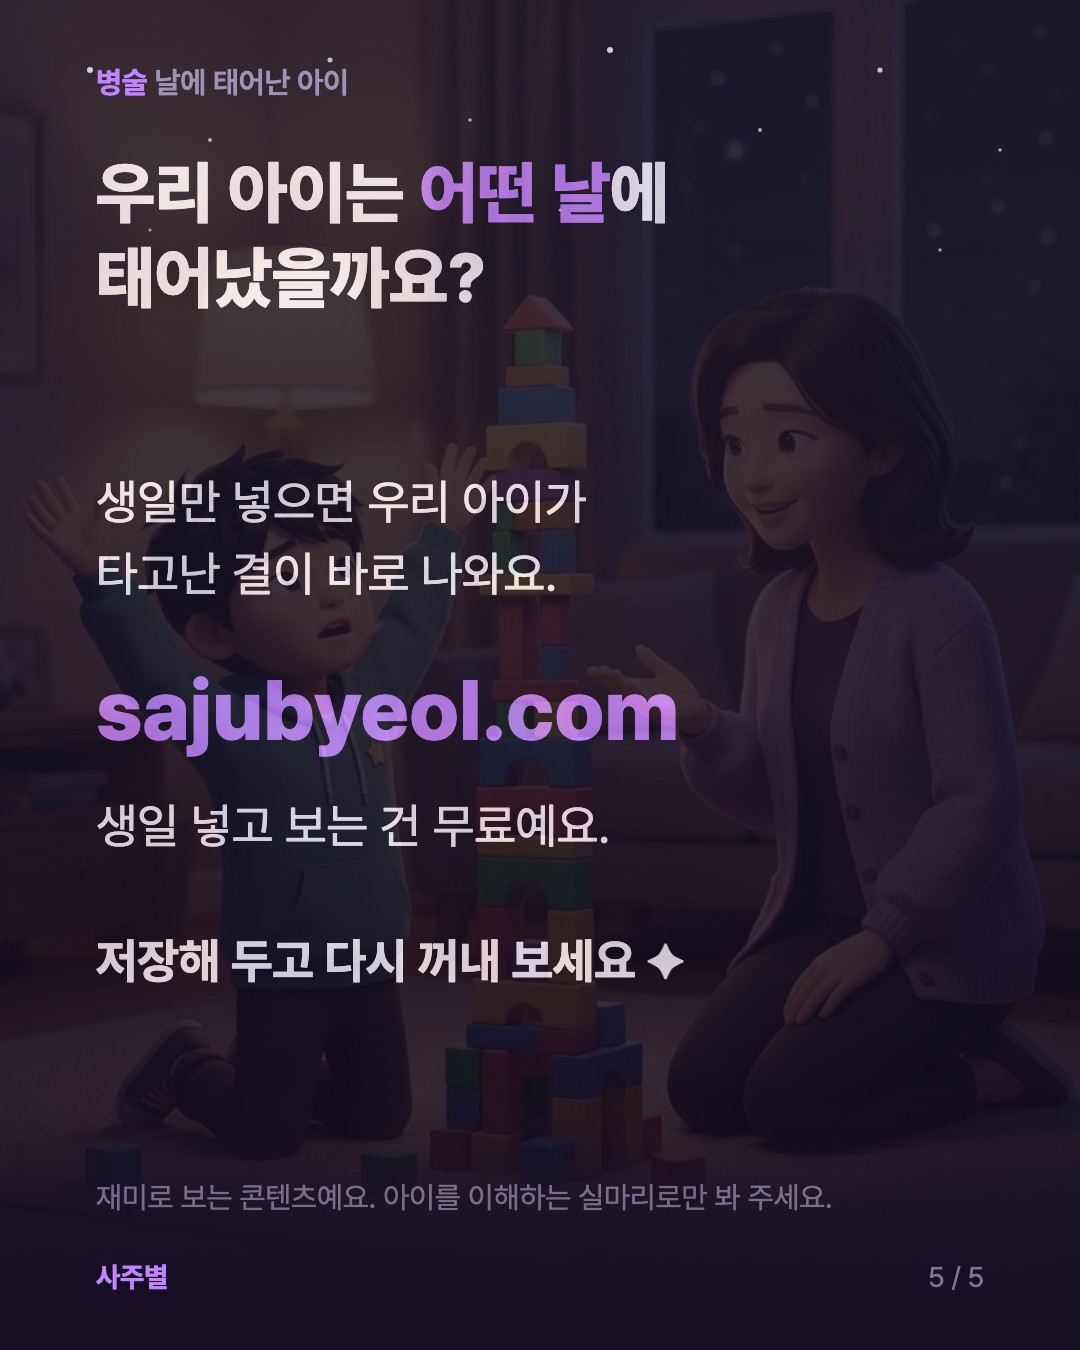 병술 날에 태어난 아이
우리 아이는 어떤 날에
태어났을까요?
생일만 넣으면 우리 아이가
타고난 결이 바로 나와요.
sajubyeol.com
생일 넣고 보는 건 무료예요.
저장해 두고 다시 꺼내 보세요 ✦
재미로 보는 콘텐츠예요. 아이를 이해하는 실마리로만 봐 주세요.
사주별
5 / 5